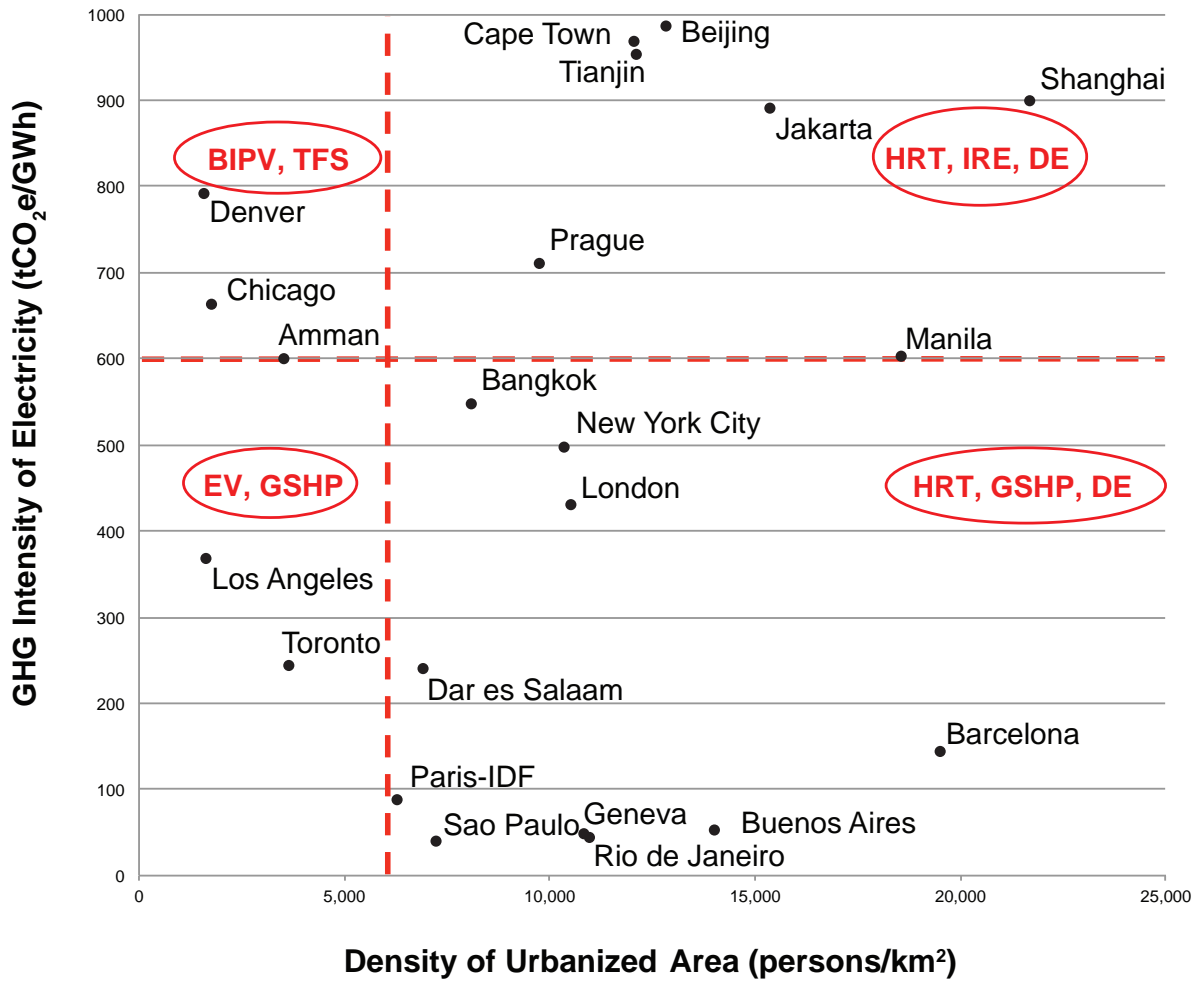 GHG Intensity of Electricity (tCO2e/GWh)
1000
900
800
700
600
500
400
300
200
100
0
Cape Town
Beijing
Tianjin
Shanghai
Jakarta
BIPV, TFS
HRT, IRE, DE
Denver
Prague
Chicago
Amman
Manila
Bangkok
New York City
EV, GSHP
London
HRT, GSHP, DE
Los Angeles
Toronto
Dar es Salaam
Barcelona
Paris-IDF
Sao Paulo
Geneva
Buenos Aires
Rio de Janeiro
0
5,000
10,000
15,000
20,000
25,000
Density of Urbanized Area (persons/km²)